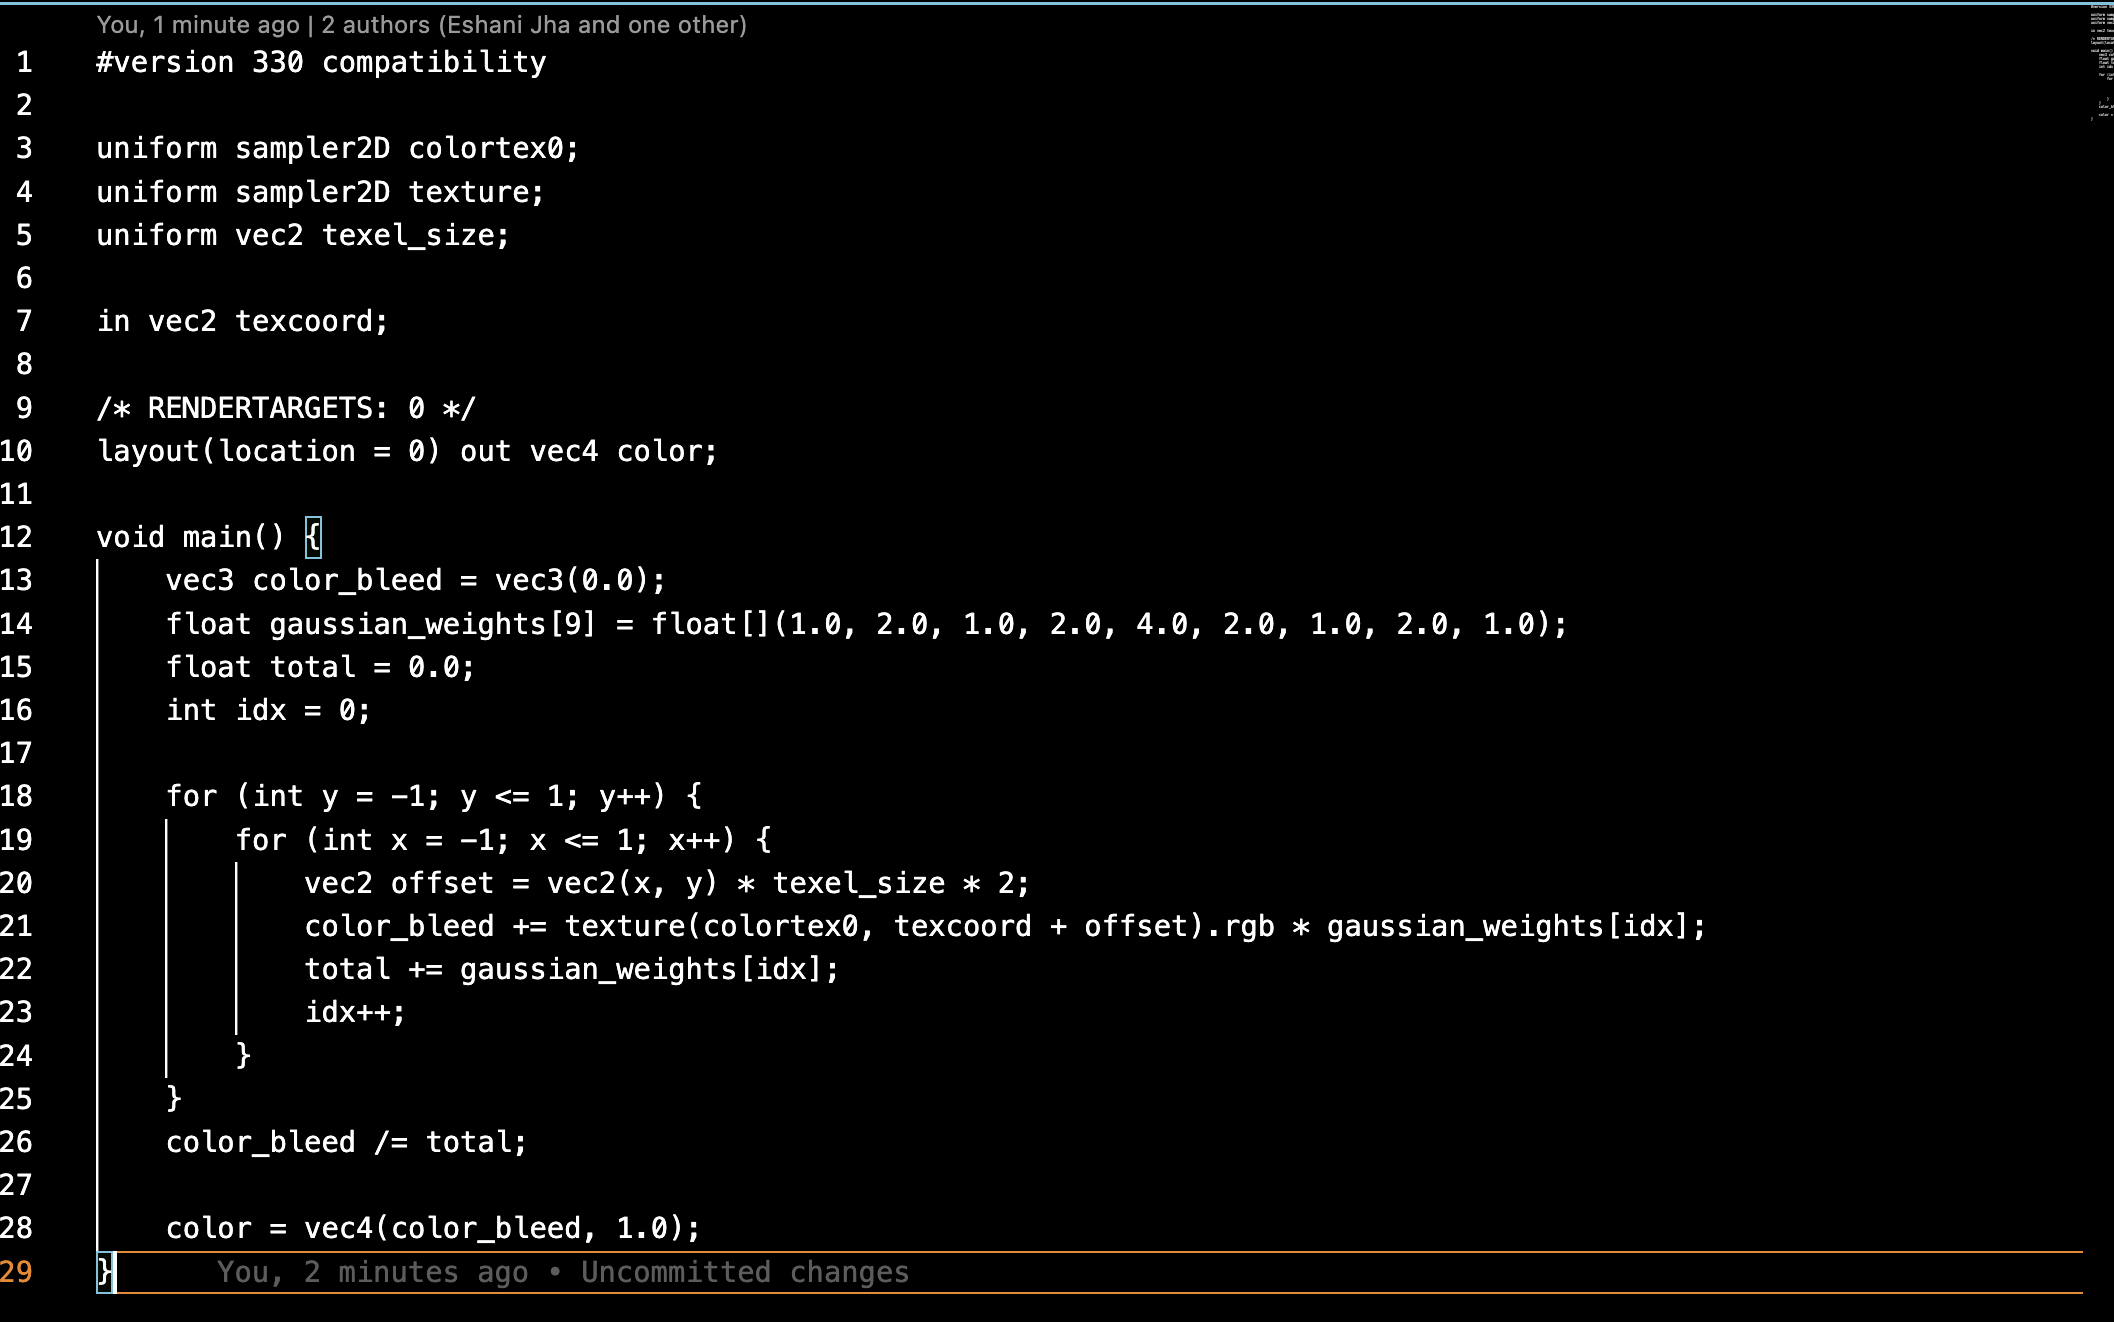 You, 1 minute ago | 2 authors (Eshani Jha and one other)
1 #version 330 compatibility
2
3 uniform sampler2D colortex0;
4 uniform sampler2D texture;
5 uniform vec2 texel_size;
6
7 in vec2 texcoord;
8
9 /* RENDERTARGETS: 0 */
10 layout(location = 0) out vec4 color;
11
12 void main() {
13     vec3 color_bleed = vec3(0.0);
14     float gaussian_weights[9] = float[](1.0, 2.0, 1.0, 2.0, 4.0, 2.0, 1.0, 2.0, 1.0);
15     float total = 0.0;
16     int idx = 0;
17
18     for (int y = -1; y <= 1; y++) {
19         for (int x = -1; x <= 1; x++) {
20             vec2 offset = vec2(x, y) * texel_size * 2;
21             color_bleed += texture(colortex0, texcoord + offset).rgb * gaussian_weights[idx];
22             total += gaussian_weights[idx];
23             idx++;
24         }
25     }
26     color_bleed /= total;
27
28     color = vec4(color_bleed, 1.0);
29 }      You, 2 minutes ago • Uncommitted changes